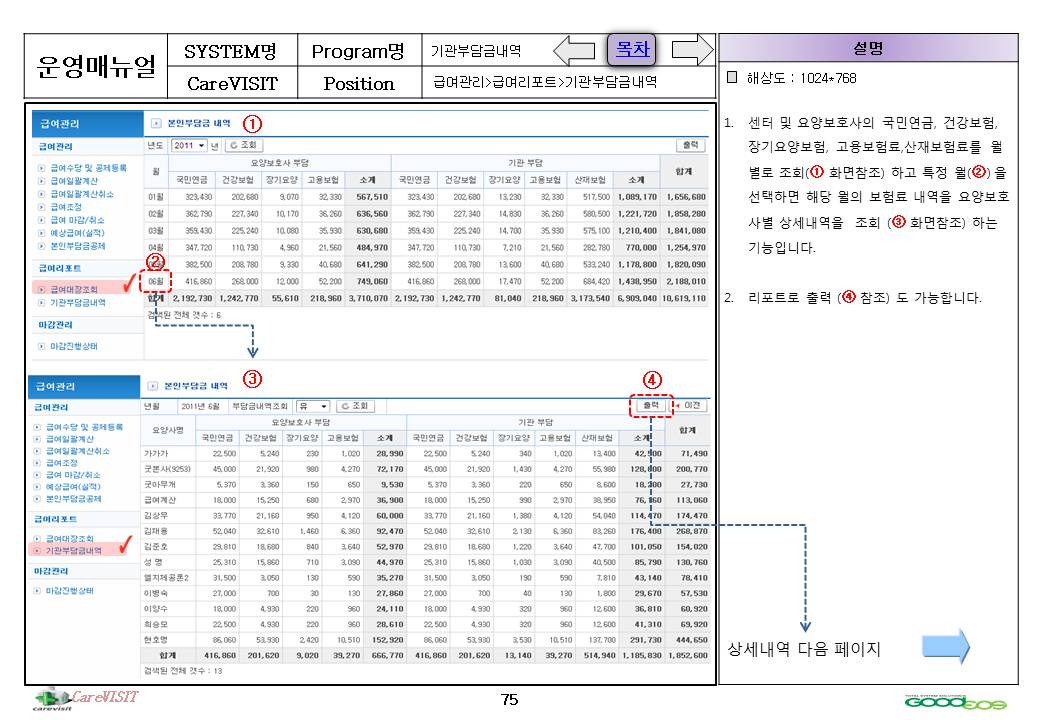 운영매뉴얼
SYSTEM명
Program명
기관부담금내역
목차
CareVISIT
Position
급여관리>급여리포트>기관부담금내역
설명
해상도 : 1024*768
1. 센터 및 요양보호사의 국민연금, 건강보험,
장기요양보험, 고용보험료,산재보험료를 월
별로 조회(① 화면참조) 하고 특정 월(②) 을
선택하면 해당 월의 보험료 내역을 요양보호
사별 상세내역을 조회 (③ 화면참조) 하는
기능입니다.
2. 리포트로 출력 (④ 참조) 도 가능합니다.
상세내역 다음 페이지
급여관리
급여관리
급여수당 및 공제등록
급여일괄계산
급여일괄계산취소
급여조정
급여 마감/취소
예상급여(실적)
본인부담금공제
급여리포트
급여대장조회
기관부담금내역
마감관리
마감진행상태
본인부담금 내역 ①
년도 2011 년 조회 출력
월 요양보호사 부담 기관 부담 합계
국민연금 건강보험 장기요양 고용보험 소계 국민연금 건강보험 장기요양 고용보험 산재보험 소계
01월 323,430 202,680 9,070 32,330 567,510 323,430 202,680 13,230 32,330 517,500 1,089,170 1,656,680
02월 362,790 227,340 10,170 36,260 636,560 362,790 227,340 14,830 36,260 580,500 1,221,720 1,858,280
03월 359,430 225,240 10,080 35,930 630,680 359,430 225,240 14,700 35,930 575,100 1,210,400 1,841,080
04월 347,720 110,730 4,960 21,560 484,970 347,720 110,730 7,210 21,560 282,780 770,000 1,254,970
② 382,500 208,780 9,330 40,680 641,290 382,500 208,780 13,600 40,680 533,240 1,178,800 1,820,090
06월 416,860 268,000 12,000 52,200 749,060 416,860 268,000 17,470 52,200 684,420 1,438,950 2,188,010
합계 2,192,730 1,242,770 55,610 218,960 3,710,070 2,192,730 1,242,770 81,040 218,960 3,173,540 6,909,040 10,619,110
검색된 전체 갯수 : 6
급여관리
급여관리
급여수당 및 공제등록
급여일괄계산
급여일괄계산취소
급여조정
급여 마감/취소
예상급여(실적)
본인부담금공제
급여리포트
급여대장조회
기관부담금내역
마감관리
마감진행상태
본인부담금 내역 ③ ④
년월 2011년 6월 부담금내역조회 유 조회 출력 이전
요양사명 요양보호사 부담 기관 부담 합계
국민연금 건강보험 장기요양 고용보험 소계 국민연금 건강보험 장기요양 고용보험 산재보험 소계
가가가 22,500 5,240 230 1,020 28,990 22,500 5,240 340 1,020 13,400 42,500 71,490
굿본사(9253) 45,000 21,920 980 4,270 72,170 45,000 21,920 1,430 4,270 55,980 128,600 200,770
굿아무개 5,370 3,360 150 650 9,530 5,370 3,360 220 650 8,600 18,200 27,730
급여계산 18,000 15,250 680 2,970 36,900 18,000 15,250 990 2,970 38,950 76,160 113,060
김상무 33,770 21,160 950 4,120 60,000 33,770 21,160 1,380 4,120 54,040 114,470 174,470
김재용 52,040 32,610 1,460 6,360 92,470 52,040 32,610 2,130 6,360 83,260 176,400 268,870
김준호 29,810 18,680 840 3,640 52,970 29,810 18,680 1,220 3,640 47,700 101,050 154,020
성 명 25,310 15,860 710 3,090 44,970 25,310 15,860 1,030 3,090 40,500 85,790 130,760
엘지제공폰2 31,500 3,050 130 590 35,270 31,500 3,050 190 590 7,810 43,140 78,410
이병숙 27,000 700 30 130 27,860 27,000 700 40 130 1,800 29,670 57,530
이양수 18,000 4,930 220 960 24,110 18,000 4,930 320 960 12,600 36,810 60,920
최승모 22,500 4,930 220 960 28,610 22,500 4,930 320 960 12,600 41,310 69,920
현호명 86,060 53,930 2,420 10,510 152,920 86,060 53,930 3,530 10,510 137,700 291,730 444,650
합계 416,860 201,620 9,020 39,270 666,770 416,860 201,620 13,140 39,270 514,940 1,185,830 1,852,600
검색된 전체 갯수 : 13
carevisit
CareVISIT
75
TOTAL SYSTEM SOLUTIONS
GOODEOS